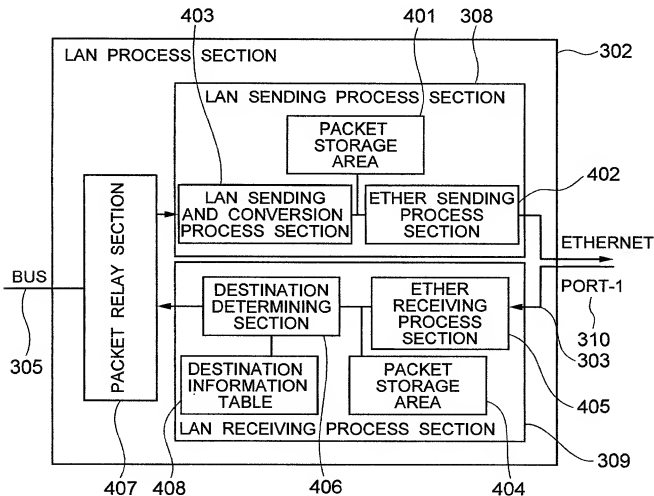 403
401
308
LAN PROCESS SECTION
302
LAN SENDING PROCESS SECTION
PACKET
STORAGE
AREA
402
LAN SENDING
AND CONVERSION
PROCESS SECTION
ETHER SENDING
PROCESS
SECTION
PACKET RELAY SECTION
ETHERNET
BUS
305
DESTINATION
DETERMINING
SECTION
ETHER
RECEIVING
PROCESS
SECTION
PORT-1
310
303
DESTINATION
INFORMATION
TABLE
PACKET
STORAGE
AREA
405
LAN RECEIVING PROCESS SECTION
309
407
408
406
404